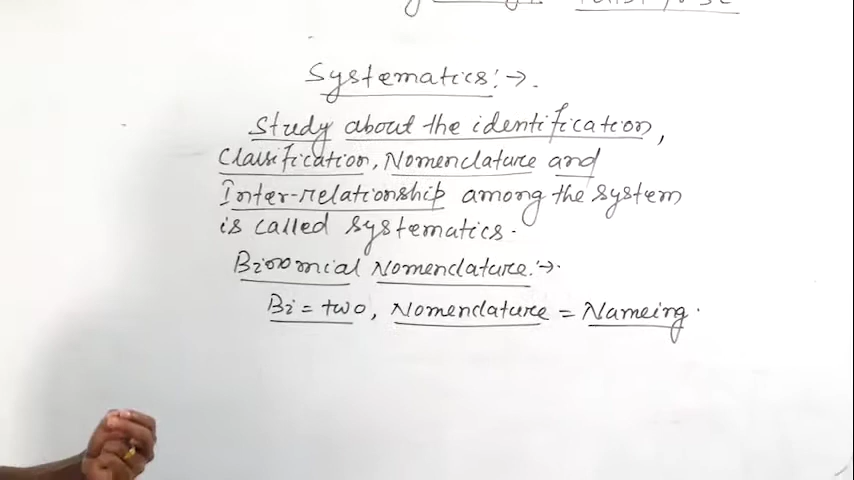 Systematics:→.
Study about the identification,
Classification, Nomenclature and
Inter-relationship among the system
is called systematics.
Binomial Nomenclature:→.
Bi = two, Nomenclature = Nameing.